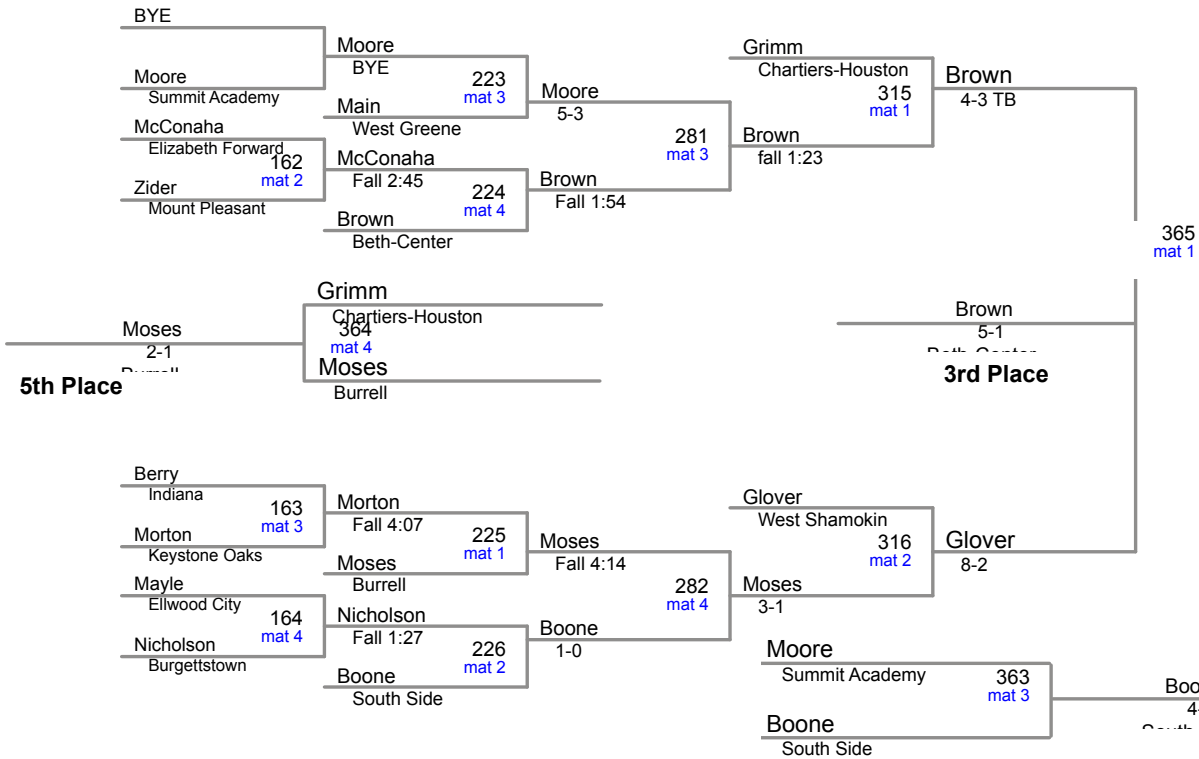 BYE
Moore
Summit Academy
McConaha
Elizabeth Forward
162
mat 2
Zider
Mount Pleasant
Moore
BYE
223
mat 3
Main
West Greene
McConaha
Fall 2:45
224
mat 4
Brown
Beth-Center
Moore
5-3
281
mat 3
Brown
Fall 1:54
Grimm
Chartiers-Houston
315
mat 1
Brown
fall 1:23
Brown
4-3 TB
365
mat 1
Grimm
Chartiers-Houston
364
mat 4
Moses
Burrell
Moses
2-1
5th Place
Brown
5-1
3rd Place
Berry
Indiana
163
mat 3
Morton
Keystone Oaks
Mayle
Ellwood City
164
mat 4
Nicholson
Burgettstown
Morton
Fall 4:07
225
mat 1
Moses
Burrell
Nicholson
Fall 1:27
226
mat 2
Boone
South Side
Moses
Fall 4:14
282
mat 4
Boone
1-0
Glover
West Shamokin
316
mat 2
Moses
3-1
Glover
8-2
Moore
Summit Academy
363
mat 3
Boone
South Side
Boo
4-